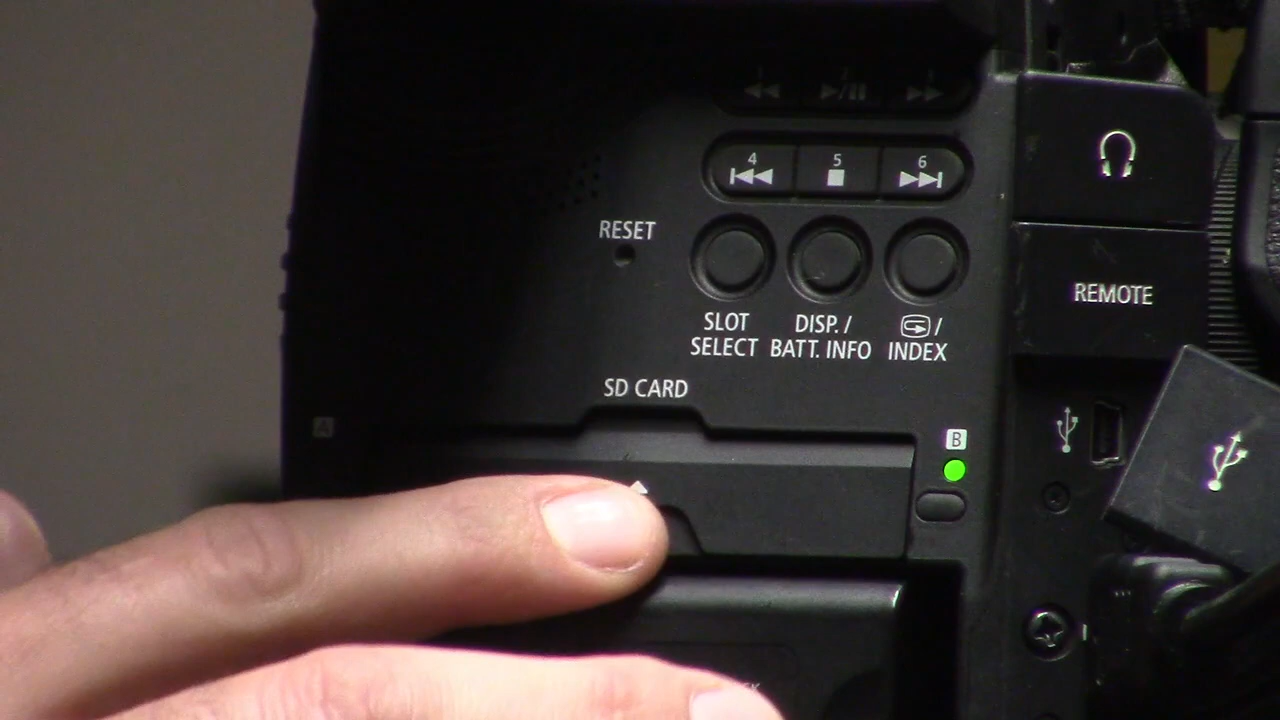 4 5 6
RESET
REMOTE
SLOT
SELECT
DISP. /
BATT. INFO
/
INDEX
SD CARD
A
B